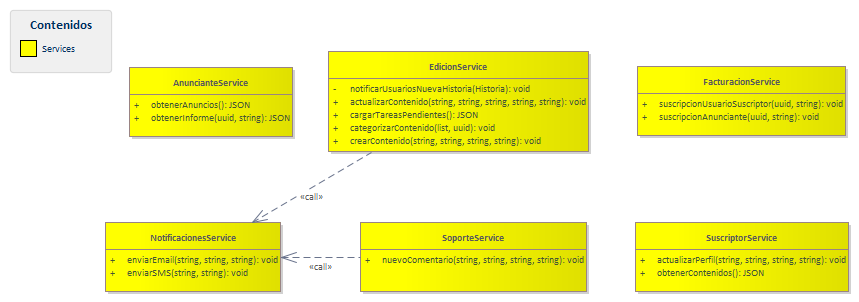 Contenidos
Services
AnuncianteService
+ obtenerAnuncios(): JSON
+ obtenerInforme(uuid, string): JSON
EdicionService
- notificarUsuariosNuevaHistoria(Historia): void
+ actualizarContenido(string, string, string, string, string): void
+ cargarTareasPendientes(): JSON
+ categorizarContenido(list, uuid): void
+ crearContenido(string, string, string, string): void
FacturacionService
+ suscripcionUsuarioSuscriptor(uuid, string): void
+ suscripcionAnunciante(uuid, string): void
«call»
NotificacionesService
+ enviarEmail(string, string, string): void
+ enviarSMS(string, string): void
«call»
SoporteService
+ nuevoComentario(string, string, string, string): void
SuscriptorService
+ actualizarPerfil(string, string, string, string, string): void
+ obtenerContenidos(): JSON